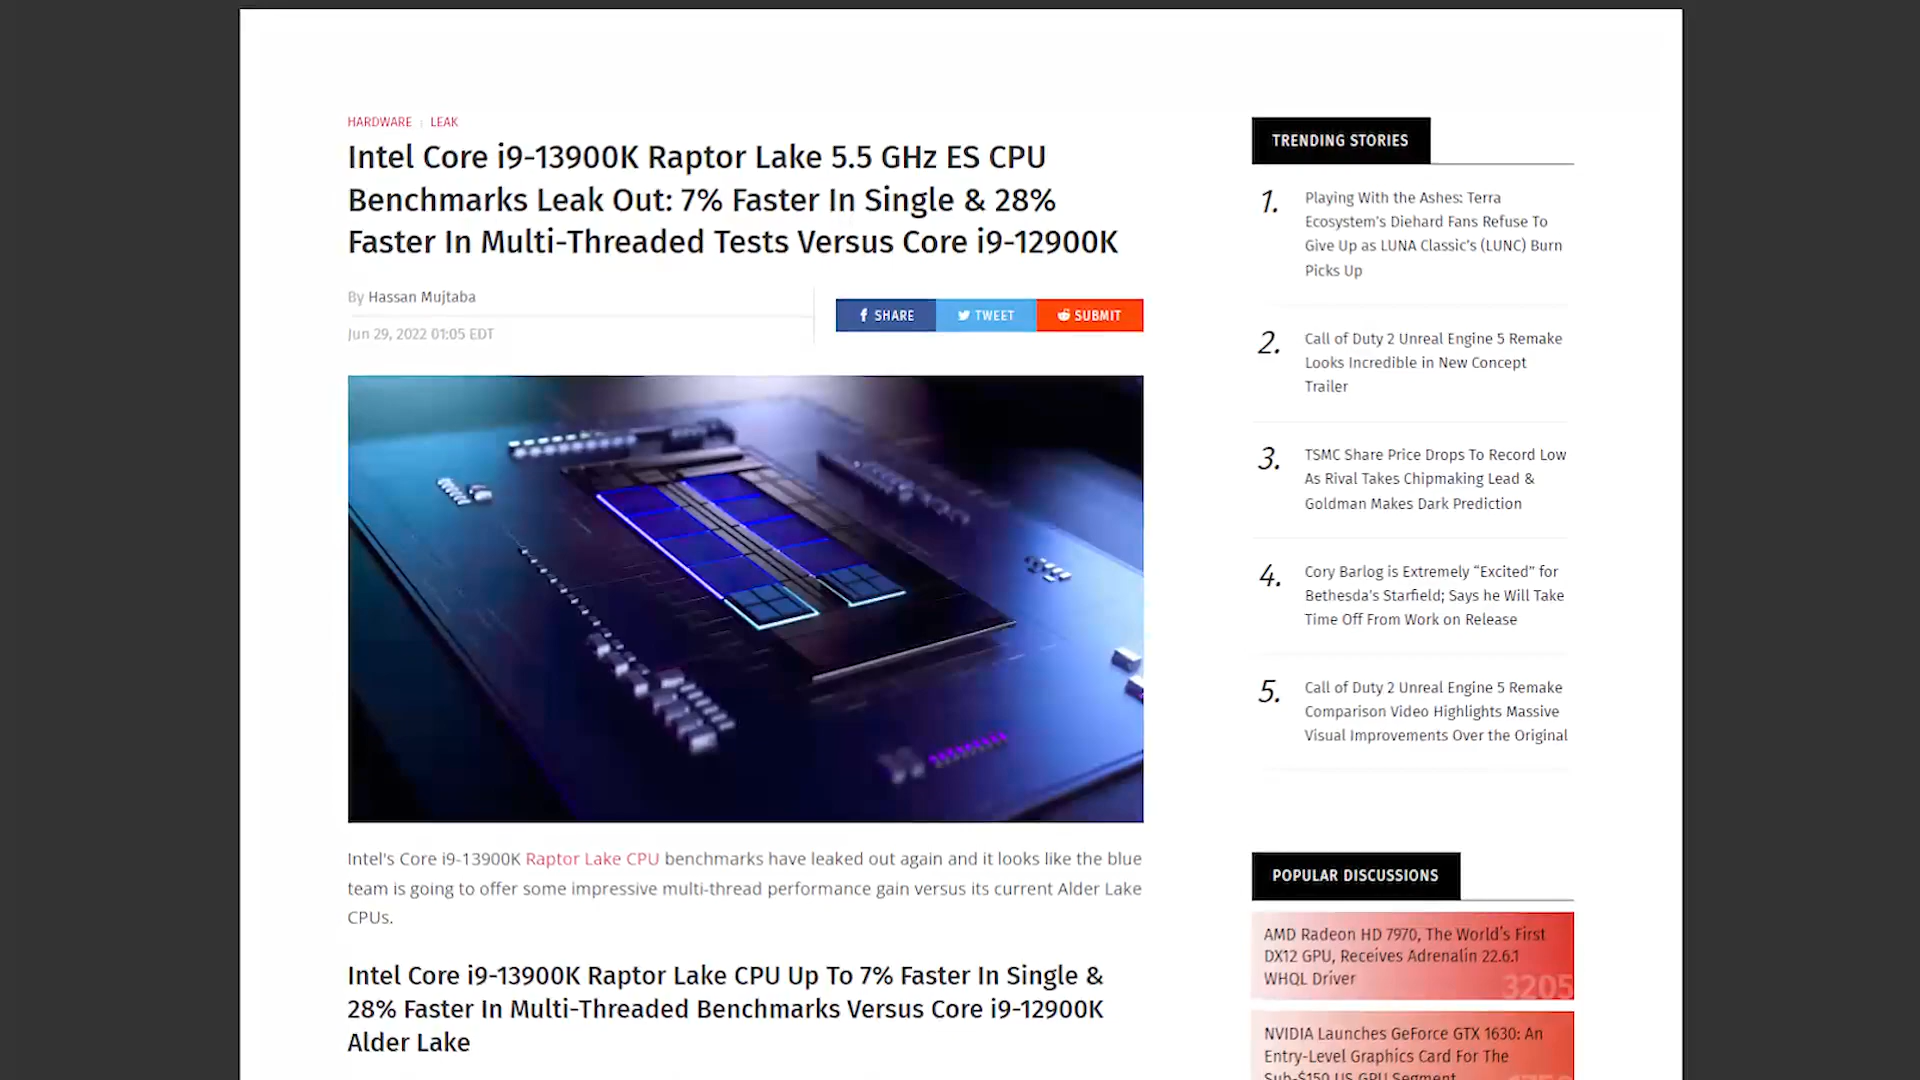 HARDWARE | LEAK
Intel Core i9-13900K Raptor Lake 5.5 GHz ES CPU
Benchmarks Leak Out: 7% Faster In Single & 28%
Faster In Multi-Threaded Tests Versus Core i9-12900K
By Hassan Mujtaba
Jun 29, 2022 01:05 EDT
SHARE
TWEET
SUBMIT
Intel's Core i9-13900K Raptor Lake CPU benchmarks have leaked out again and it looks like the blue
team is going to offer some impressive multi-thread performance gain versus its current Alder Lake
CPUs.
Intel Core i9-13900K Raptor Lake CPU Up To 7% Faster In Single &
28% Faster In Multi-Threaded Benchmarks Versus Core i9-12900K
Alder Lake
TRENDING STORIES
1.
Playing With the Ashes: Terra
Ecosystem's Diehard Fans Refuse To
Give Up as LUNA Classic's (LUNC) Burn
Picks Up
2.
Call of Duty 2 Unreal Engine 5 Remake
Looks Incredible in New Concept
Trailer
3.
TSMC Share Price Drops To Record Low
As Rival Takes Chipmaking Lead &
Goldman Makes Dark Prediction
4.
Cory Barlog is Extremely “Excited” for
Bethesda's Starfield; Says he Will Take
Time Off From Work on Release
5.
Call of Duty 2 Unreal Engine 5 Remake
Comparison Video Highlights Massive
Visual Improvements Over the Original
POPULAR DISCUSSIONS
AMD Radeon HD 7970, The World's First
DX12 GPU, Receives Adrenalin 22.6.1
WHQL Driver
3205
NVIDIA Launches GeForce GTX 1630: An
Entry-Level Graphics Card For The
Sub-$150 US GPU Segment